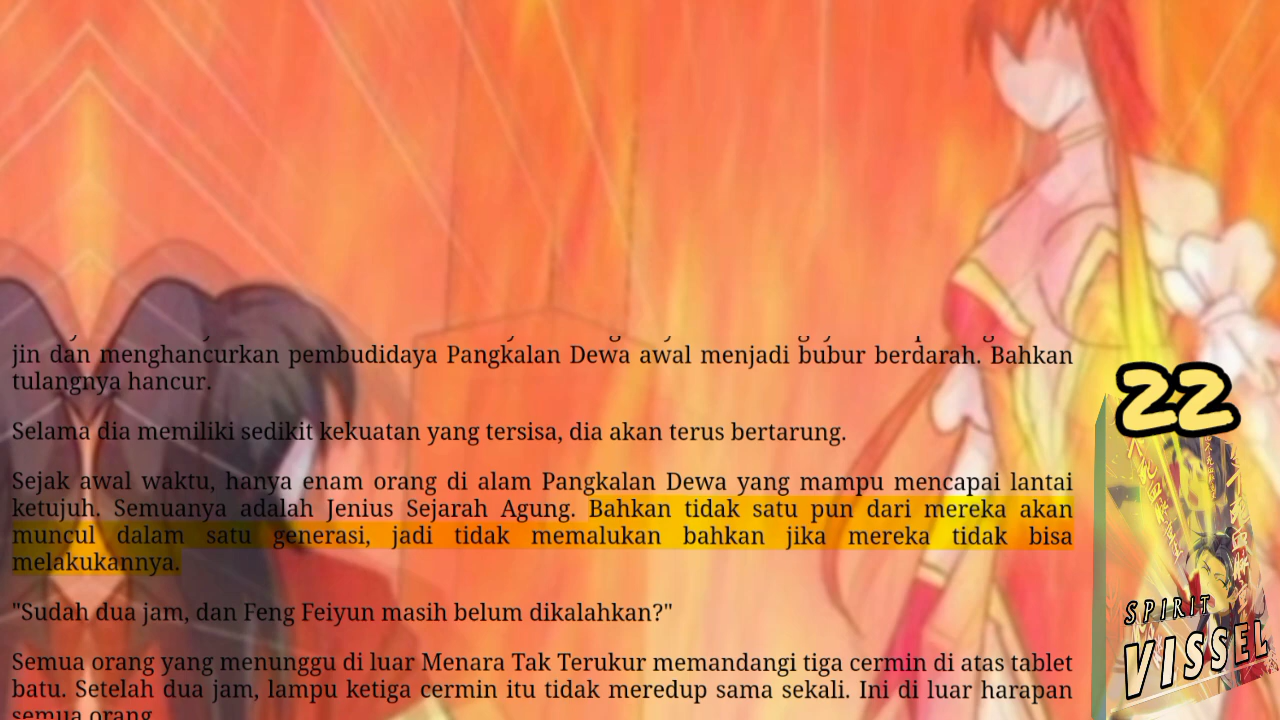 jin dan menghancurkan pembudidaya Pangkalan Dewa awal menjadi bubur berdarah. Bahkan
tulangnya hancur.
Selama dia memiliki sedikit kekuatan yang tersisa, dia akan terus bertarung.
Sejak awal waktu, hanya enam orang di alam Pangkalan Dewa yang mampu mencapai lantai
ketujuh. Semuanya adalah Jenius Sejarah Agung. Bahkan tidak satu pun dari mereka akan
muncul dalam satu generasi, jadi tidak memalukan bahkan jika mereka tidak bisa
melakukannya.
"Sudah dua jam, dan Feng Feiyun masih belum dikalahkan?"
Semua orang yang menunggu di luar Menara Tak Terukur memandangi tiga cermin di atas tablet
batu. Setelah dua jam, lampu ketiga cermin itu tidak meredup sama sekali. Ini di luar harapan
semua orang
22
SPIRIT
VISSEL